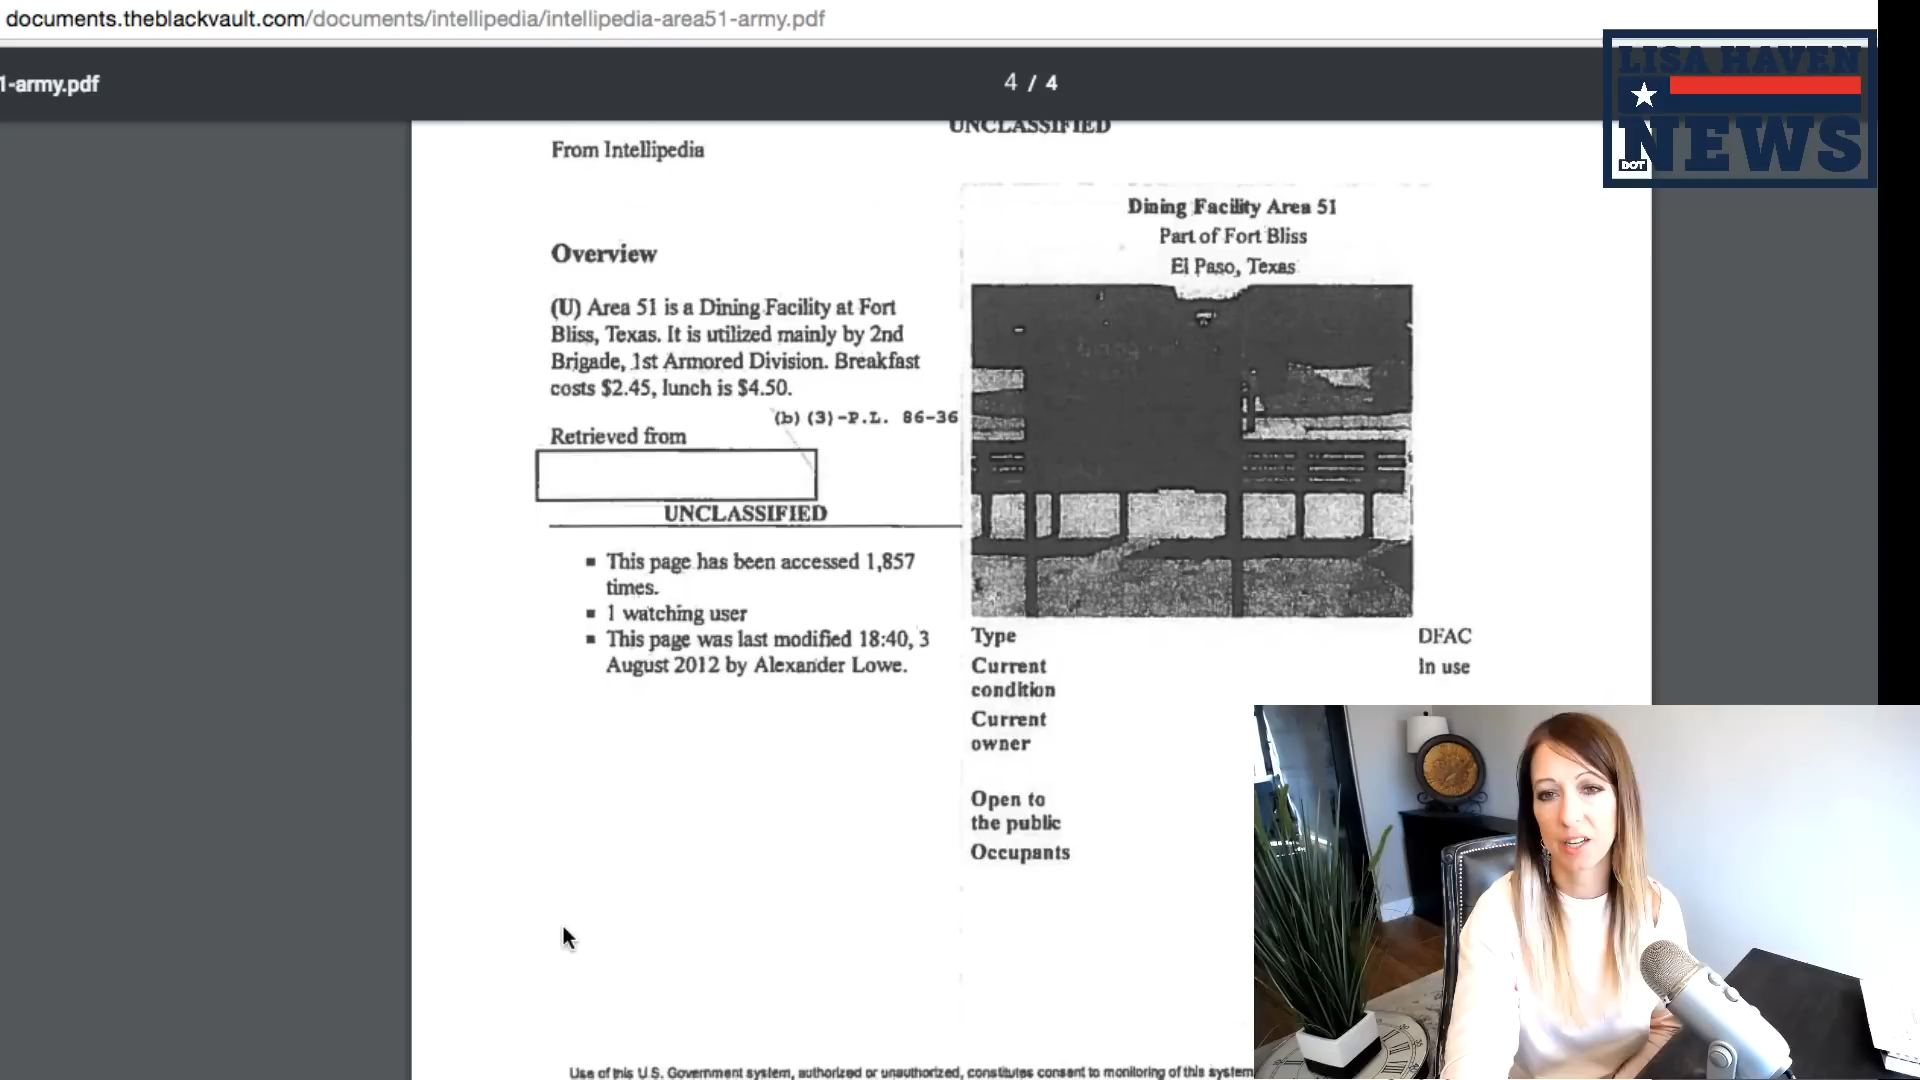 documents.theblackvault.com/documents/intellipedia/intellipedia-area51-army.pdf
1-army.pdf
4 / 4
LISA HAVEN
DOT
NEWS
UNCLASSIFIED
From Intellipedia
Overview
(U) Area 51 is a Dining Facility at Fort
Bliss, Texas. It is utilized mainly by 2nd
Brigade, 1st Armored Division. Breakfast
costs $2.45, lunch is $4.50.
(b) (3)-P.L. 86-36
Retrieved from
UNCLASSIFIED
This page has been accessed 1,857
times.
1 watching user
This page was last modified 18:40, 3
August 2012 by Alexander Lowe.
Dining Facility Area 51
Part of Fort Bliss
El Paso, Texas
Type DFAC
Current In use
condition
Current
owner
Open to
the public
Occupants
Use of this U.S. Government system, authorized or unauthorized, constitutes consent to monitoring of this system